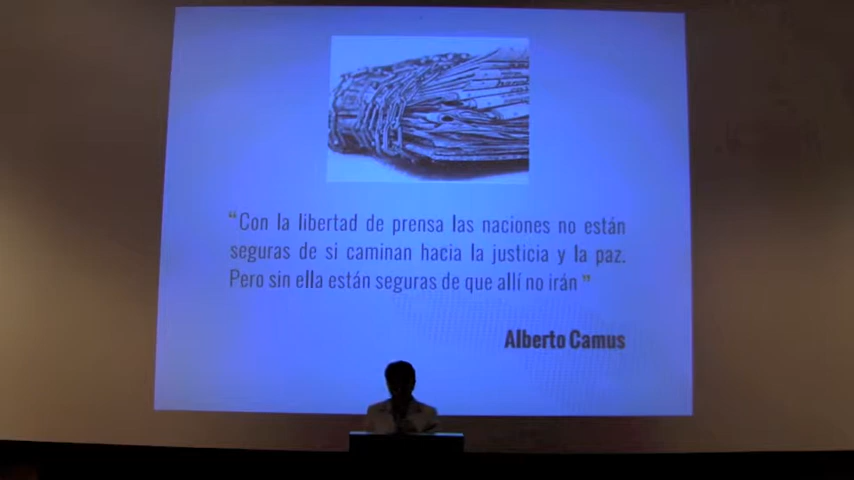 “Con la libertad de prensa las naciones no están
seguras de si caminan hacia la justicia y la paz.
Pero sin ella están seguras de que allí no irán”
Alberto Camus